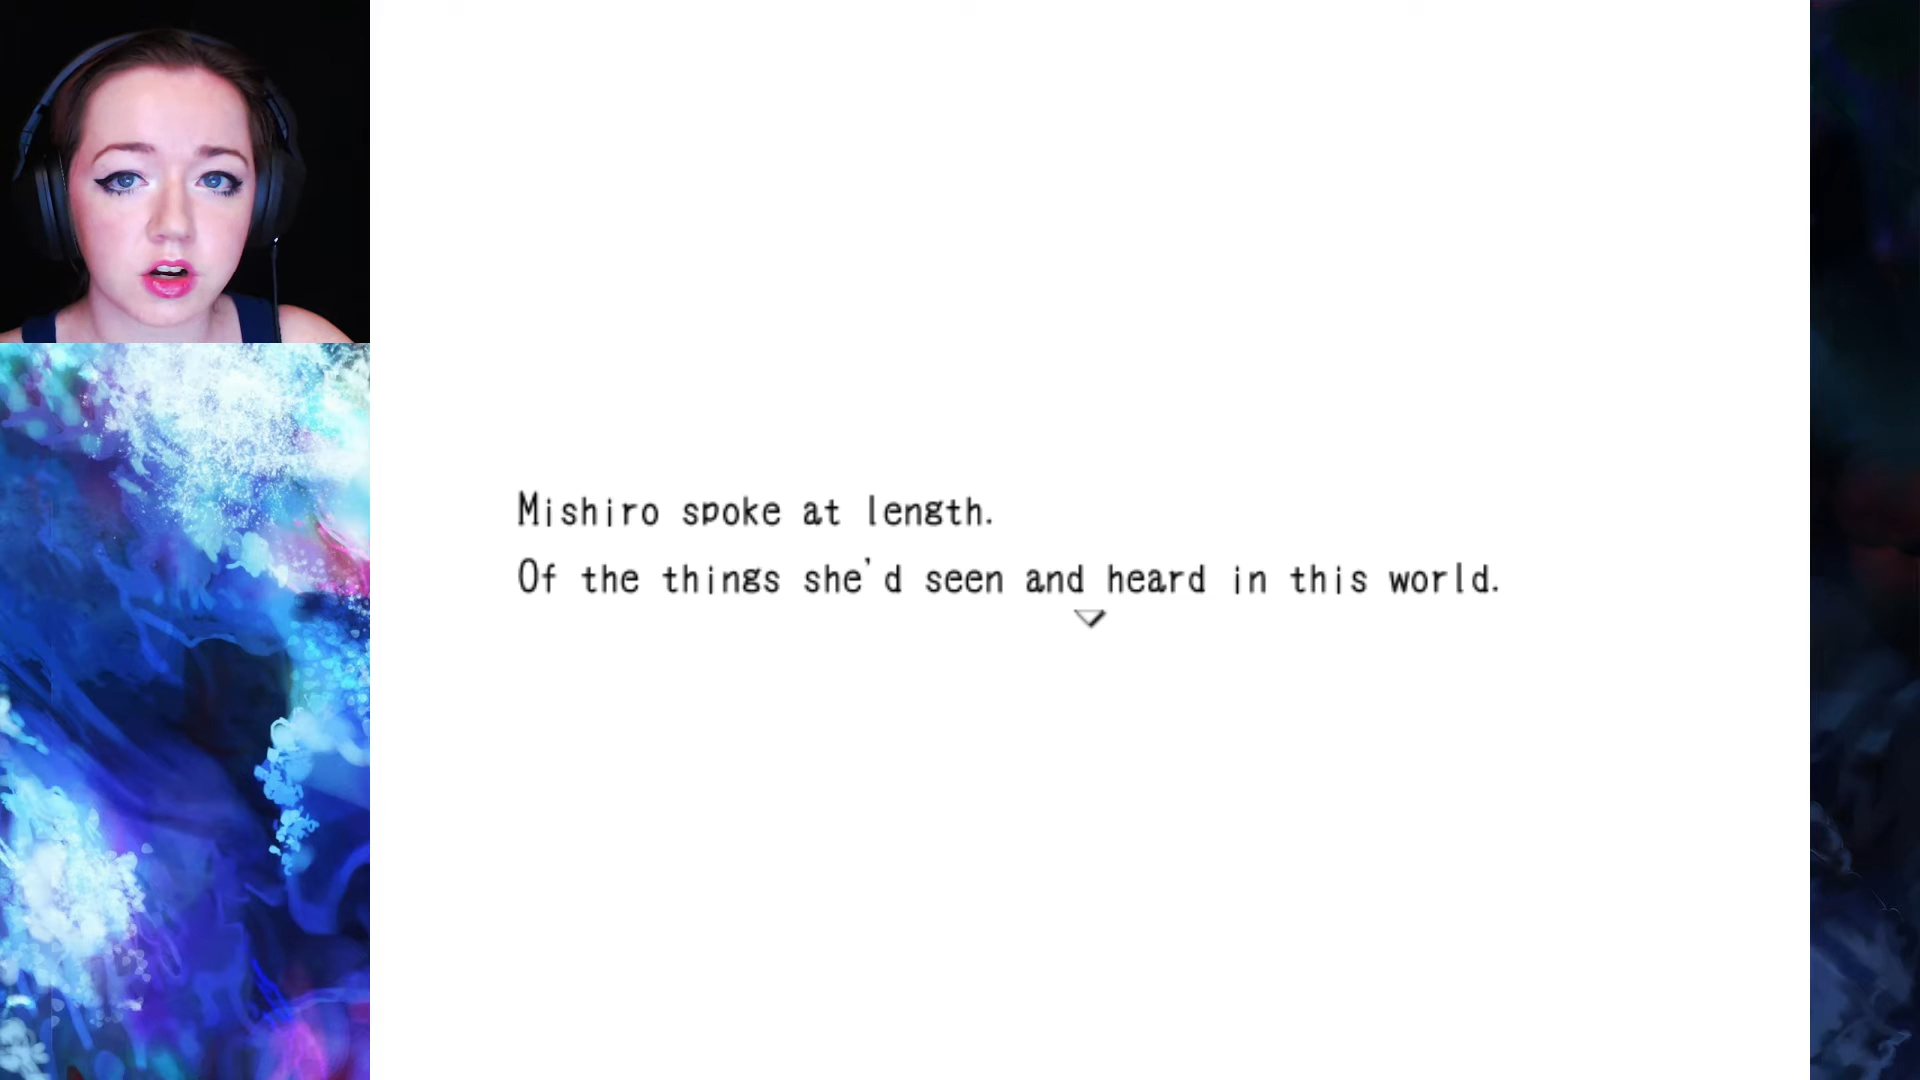 Mishiro spoke at length.
Of the things she'd seen and heard in this world.